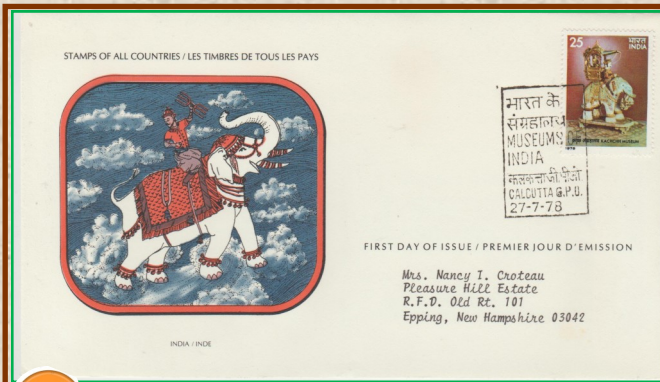 STAMPS OF ALL COUNTRIES / LES TIMBRES DE TOUS LES PAYS
25 भारत
INDIA
KACHCHH MUSEUM
भारत के
संग्रहालय
MUSEUMS OF
INDIA
कलकत्ता जी.पी.ओ
CALCUTTA G.P.O.
27-7-78
FIRST DAY OF ISSUE / PREMIER JOUR D'EMISSION
Mrs. Nancy I. Croteau
Pleasure Hill Estate
R.F.D. Old Rt. 101
Epping, New Hampshire 03042
INDIA / INDE